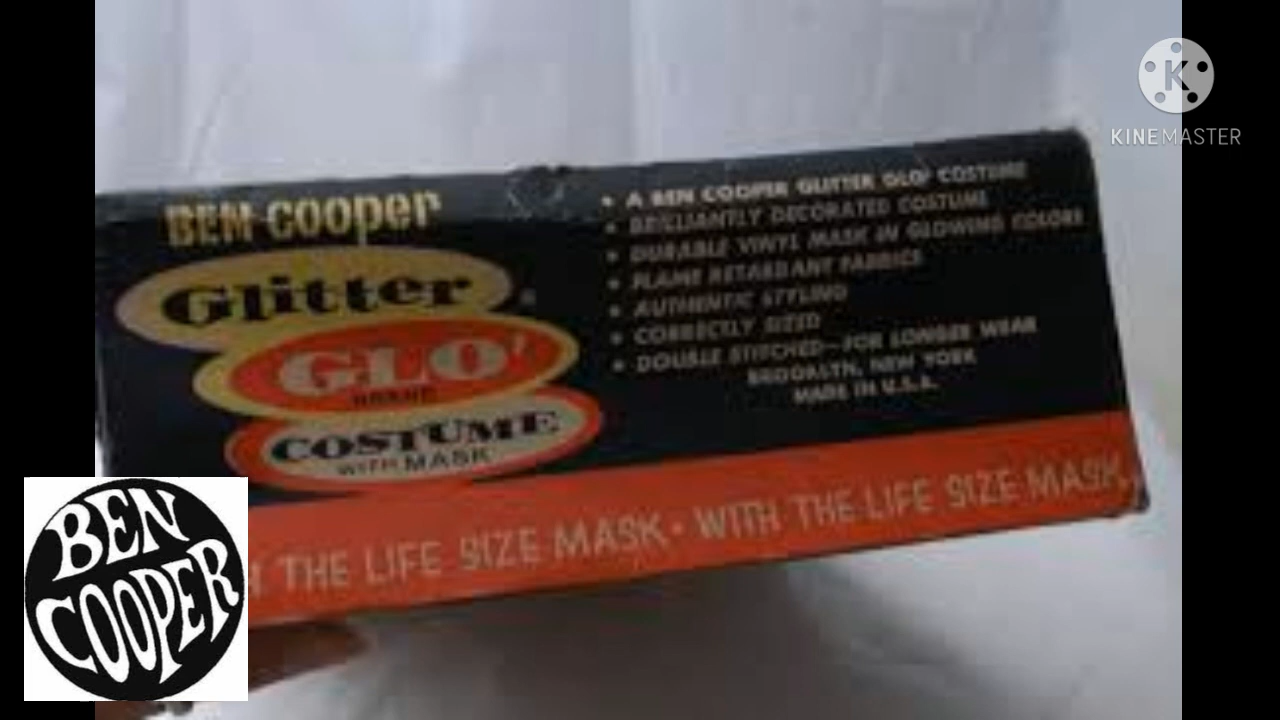 KINEMASTER
BEN COOPER
Glitter
GLO'
BRAND
COSTUME
WITH MASK
• A BEN COOPER GLITTER GLO' COSTUME
• BRILLIANTLY DECORATED COSTUME
• DURABLE VINYL MASK IN GLOWING COLORS
• FLAME RETARDANT FABRICS
• AUTHENTIC STYLING
• CORRECTLY SIZED
• DOUBLE STITCHED—FOR LONGER WEAR
BROOKLYN, NEW YORK
MADE IN U.S.A.
THE LIFE SIZE MASK • WITH THE LIFE SIZE MASK
BEN
COOPER